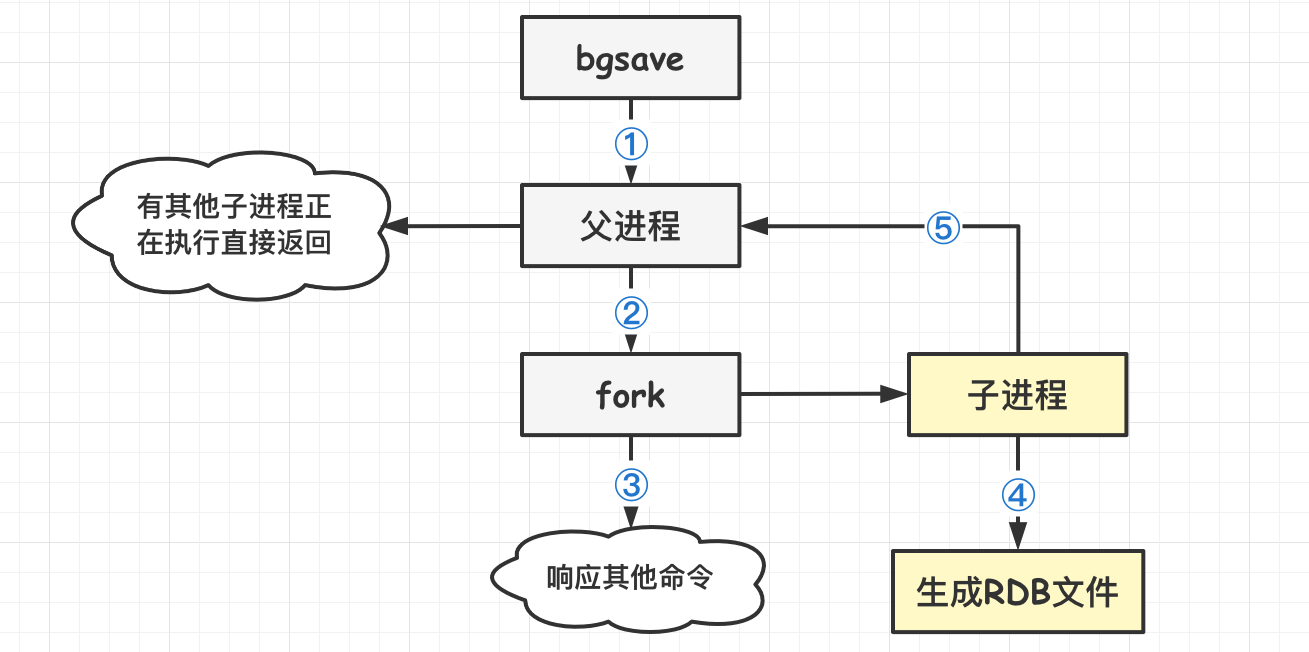 bgsave
①
有其他子进程正
在执行直接返回
父进程
⑤
②
fork
子进程
③
④
响应其他命令
生成RDB文件